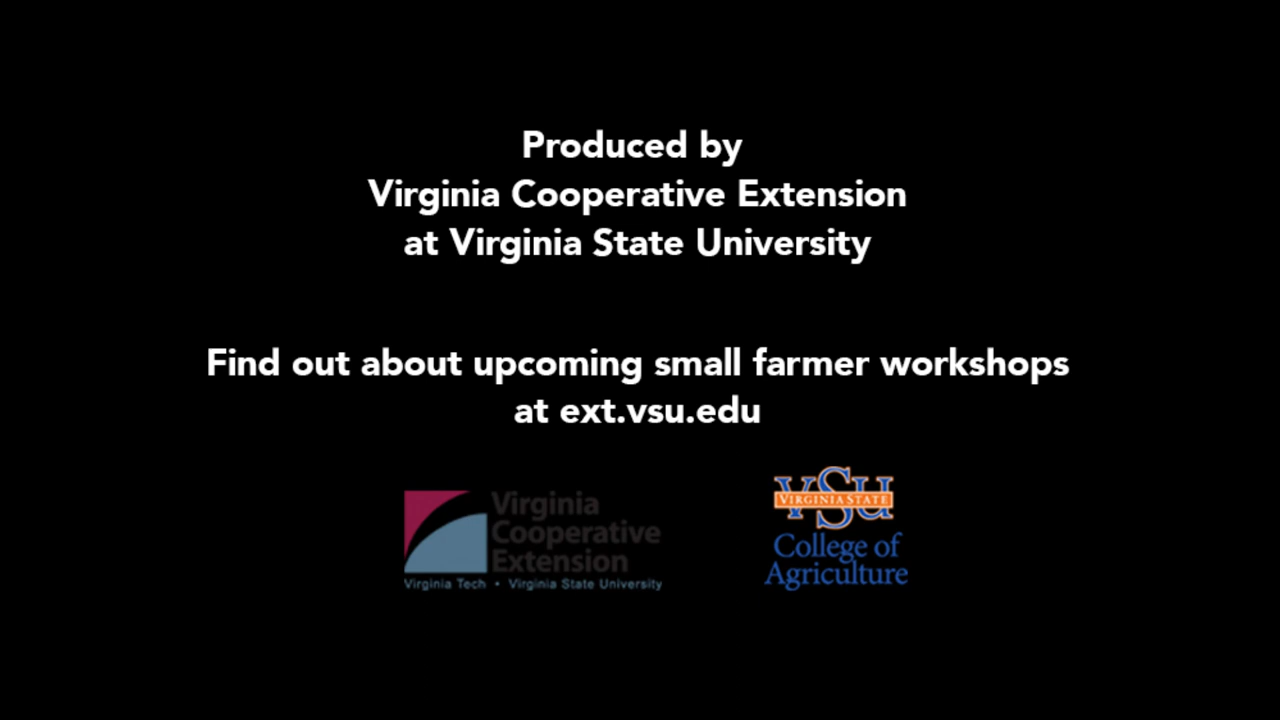 Produced by
Virginia Cooperative Extension
at Virginia State University
Find out about upcoming small farmer workshops
at ext.vsu.edu
Virginia
Cooperative
Extension
Virginia Tech • Virginia State University
VSU
VIRGINIA STATE
College of
Agriculture